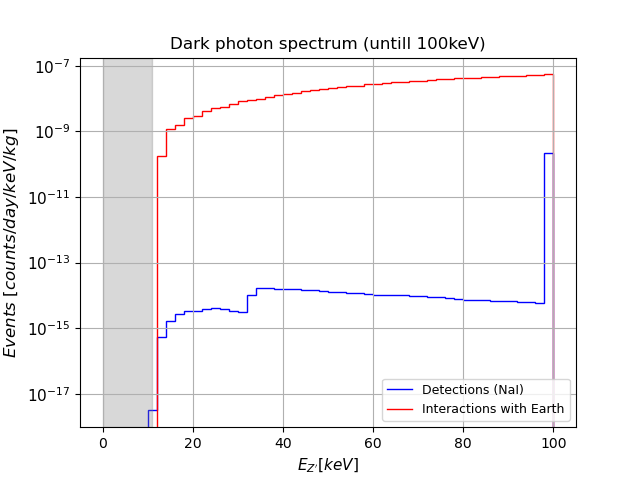 Dark photon spectrum (untill 100keV)
10⁻⁷
10⁻⁹
10⁻¹¹
10⁻¹³
10⁻¹⁵
10⁻¹⁷
Events [counts/day/keV/kg]
Detections (NaI)
Interactions with Earth
0 20 40 60 80 100
E_{Z'}[keV]